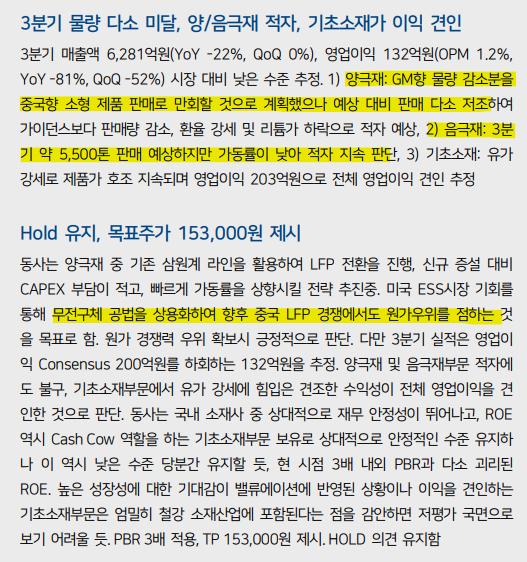 3분기 물량 다소 미달, 양/음극재 적자, 기초소재가 이익 견인
3분기 매출액 6,281억원(YoY -22%, QoQ 0%), 영업이익 132억원(OPM 1.2%,
YoY -81%, QoQ -52%) 시장 대비 낮은 수준 추정. 1) 양극재: GM향 물량 감소분을
중국향 소형 제품 판매로 만회할 것으로 계획했으나 예상 대비 판매 다소 저조하여
가이던스보다 판매량 감소, 환율 강세 및 리튬가 하락으로 적자 예상, 2) 음극재: 3분
기 약 5,500톤 판매 예상하지만 가동률이 낮아 적자 지속 판단, 3) 기초소재: 유가
강세로 제품가 호조 지속되며 영업이익 203억원으로 전체 영업이익 견인 추정
Hold 유지, 목표주가 153,000원 제시
동사는 양극재 중 기존 삼원계 라인을 활용하여 LFP 전환을 진행, 신규 증설 대비
CAPEX 부담이 적고, 빠르게 가동률을 상향시킬 전략 추진중. 미국 ESS시장 기회를
통해 무전구체 공법을 상용화하여 향후 중국 LFP 경쟁에서도 원가우위를 점하는 것
을 목표로 함. 원가 경쟁력 우위 확보시 긍정적으로 판단. 다만 3분기 실적은 영업이
익 Consensus 200억원를 하회하는 132억원을 추정. 양극재 및 음극재부문 적자에
도 불구, 기초소재부문에서 유가 강세에 힘입은 견조한 수익성이 전체 영업이익을 견
인한 것으로 판단. 동사는 국내 소재사 중 상대적으로 재무 안정성이 뛰어나고, ROE
역시 Cash Cow 역할을 하는 기초소재부문 보유로 상대적으로 안정적인 수준 유지하
나 이 역시 낮은 수준 당분간 유지할 듯, 현 시점 3배 내외 PBR과 다소 괴리된
ROE. 높은 성장성에 대한 기대감이 밸류에이션에 반영된 상황이나 이익을 견인하는
기초소재부문은 엄밀히 철강 소재산업에 포함된다는 점을 감안하면 저평가 국면으로
보기 어려울 듯. PBR 3배 적용, TP 153,000원 제시. HOLD 의견 유지함